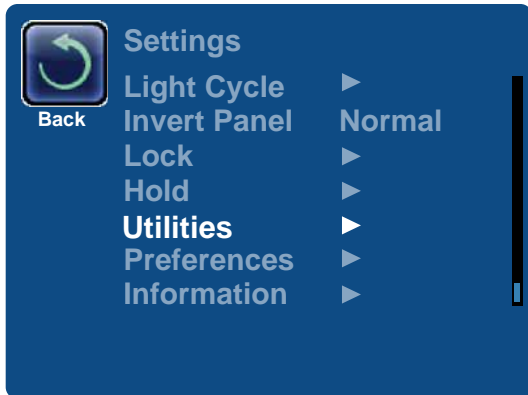 Settings
Light Cycle
Back
Invert Panel Normal
Lock
Hold
Utilities
Preferences
Information